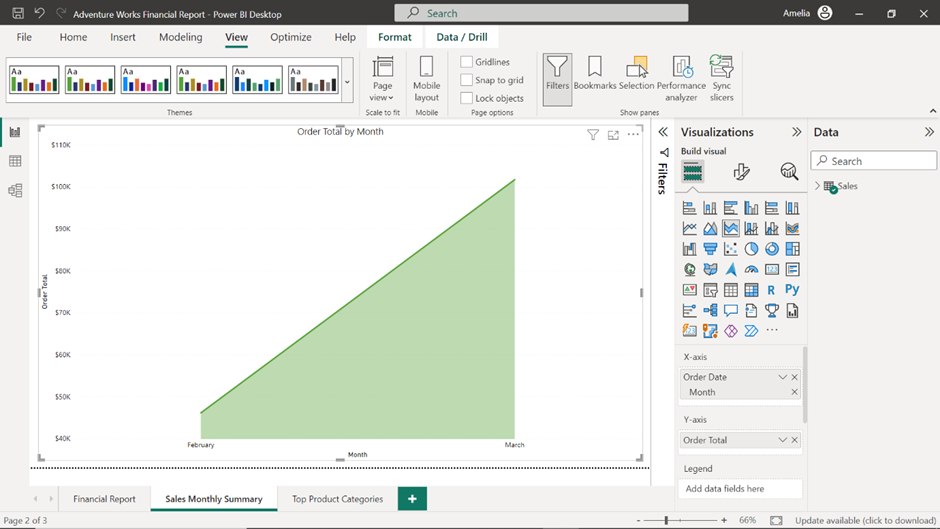 Adventure Works Financial Report - Power BI Desktop
Search
Amelia
File Home Insert Modeling View Optimize Help Format Data / Drill
Aa Aa Aa Aa Aa Aa
Themes
Page view
Scale to fit
Mobile layout
Mobile
Gridlines
Snap to grid
Lock objects
Page options
Filters
Bookmarks
Selection
Performance analyzer
Sync slicers
Show panes
Order Total by Month
$110K
$100K
$90K
$80K
$70K
$60K
$50K
$40K
Order Total
February March
Month
Filters
Visualizations
Build visual
123
R Py
123
X-axis
Order Date
Month
Y-axis
Order Total
Legend
Add data fields here
Data
Search
Sales
Financial Report Sales Monthly Summary Top Product Categories +
Page 2 of 3
- + 66% Update available (click to download)